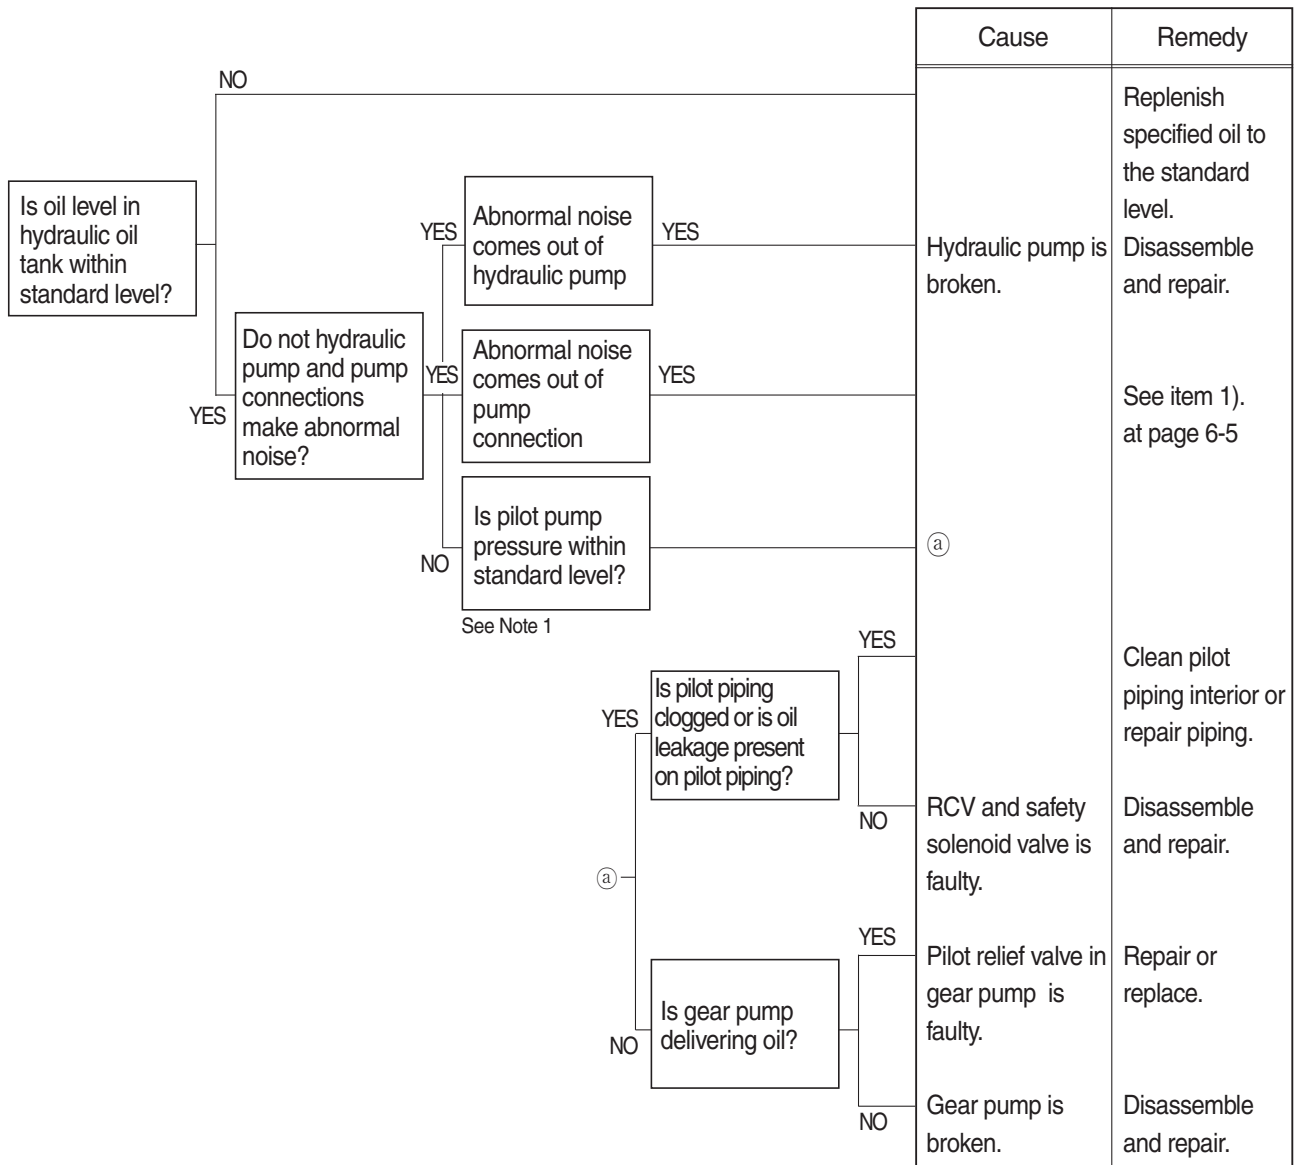 Cause
Remedy
NO
Replenish
specified oil to
the standard
level.
Is oil level in
hydraulic oil
tank within
standard level?
YES
Abnormal noise
comes out of
hydraulic pump
YES
Hydraulic pump is
broken.
Disassemble
and repair.
YES
Do not hydraulic
pump and pump
connections
make abnormal
noise?
YES
Abnormal noise
comes out of
pump
connection
YES
See item 1).
at page 6-5
NO
Is pilot pump
pressure within
standard level?
See Note 1
ⓐ
ⓐ
YES
Is pilot piping
clogged or is oil
leakage present
on pilot piping?
YES
Clean pilot
piping interior or
repair piping.
NO
RCV and safety
solenoid valve is
faulty.
Disassemble
and repair.
NO
Is gear pump
delivering oil?
YES
Pilot relief valve in
gear pump is
faulty.
Repair or
replace.
NO
Gear pump is
broken.
Disassemble
and repair.